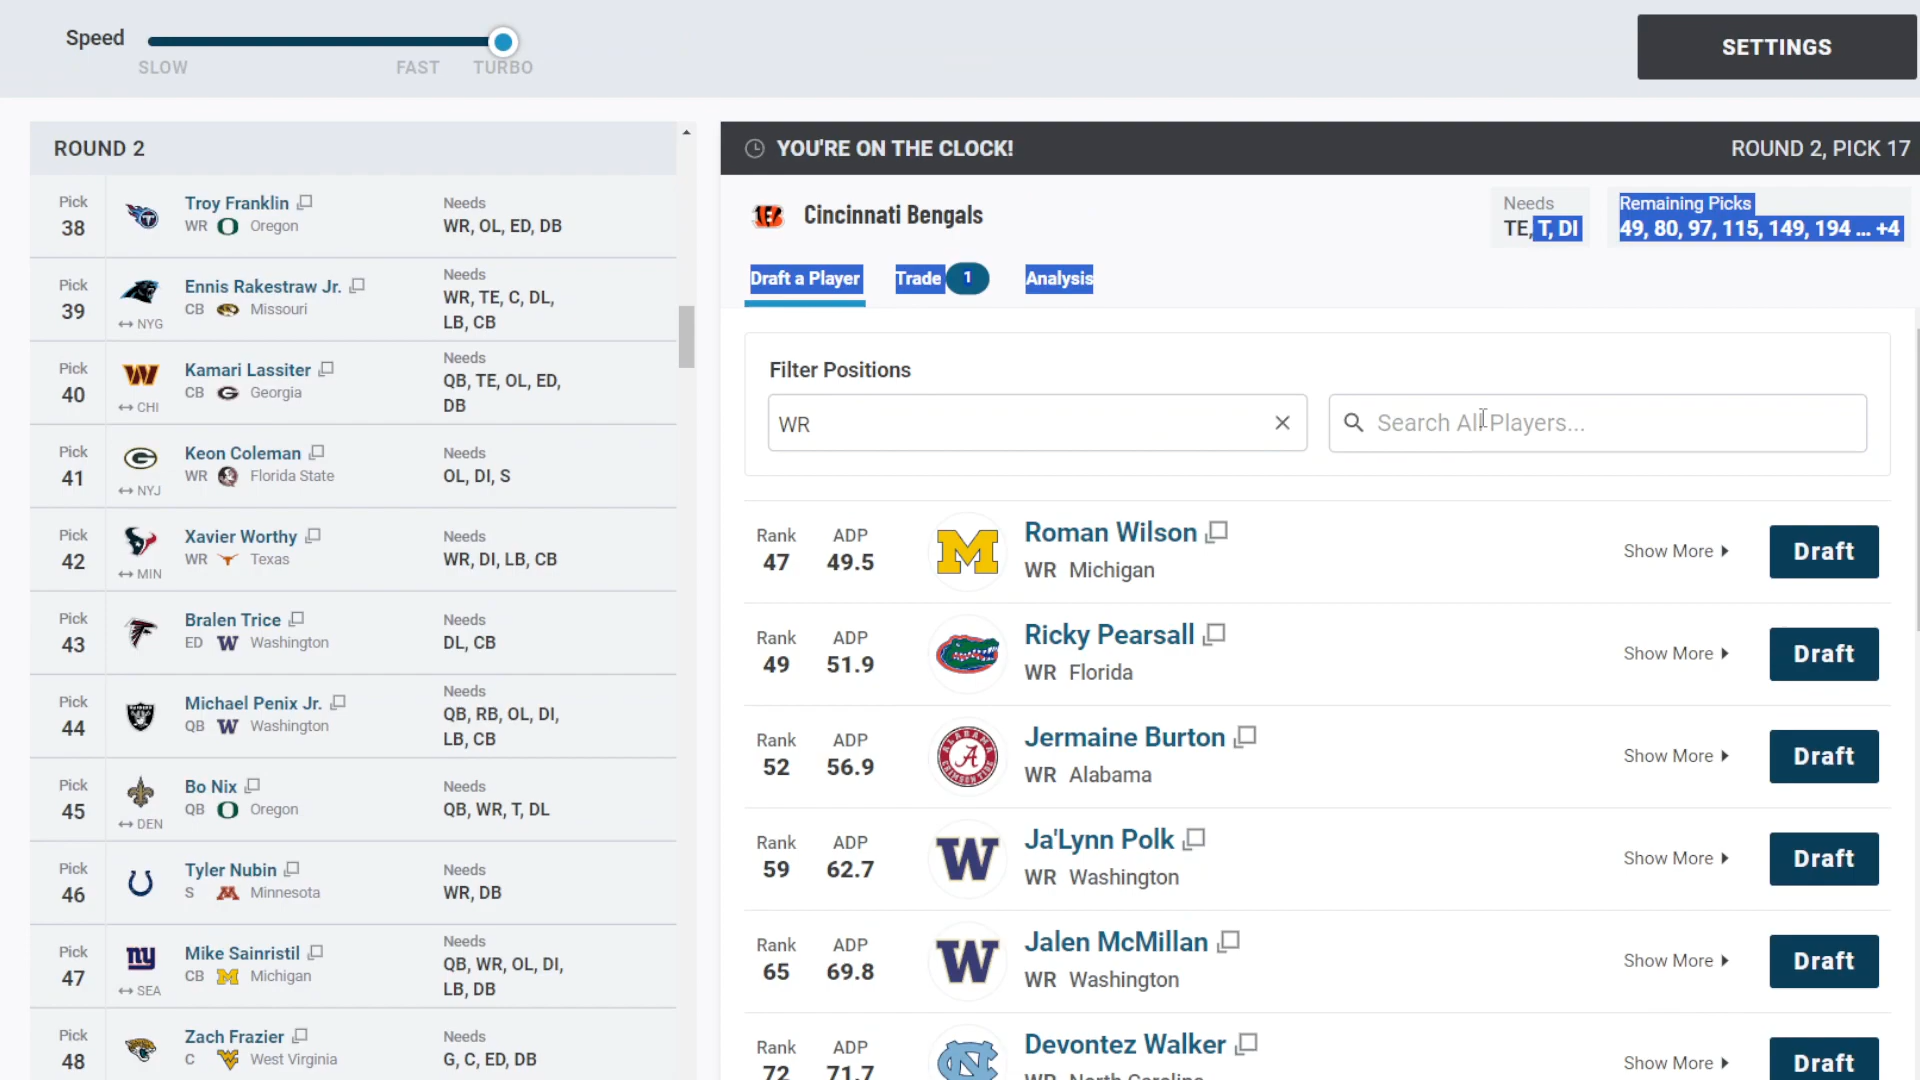 Speed
SLOW FAST TURBO
SETTINGS
ROUND 2
Pick 38
Troy Franklin
WR Oregon
Needs
WR, OL, ED, DB
Pick 39
NYG
Ennis Rakestraw Jr.
CB Missouri
Needs
WR, TE, C, DL,
LB, CB
Pick 40
CHI
Kamari Lassiter
CB Georgia
Needs
QB, TE, OL, ED,
DB
Pick 41
NYJ
Keon Coleman
WR Florida State
Needs
OL, DI, S
Pick 42
MIN
Xavier Worthy
WR Texas
Needs
WR, DI, LB, CB
Pick 43
Bralen Trice
ED W Washington
Needs
DL, CB
Pick 44
Michael Penix Jr.
QB W Washington
Needs
QB, RB, OL, DI,
LB, CB
Pick 45
DEN
Bo Nix
QB Oregon
Needs
QB, WR, T, DL
Pick 46
Tyler Nubin
S Minnesota
Needs
WR, DB
Pick 47
ny
SEA
Mike Sainristil
CB Michigan
Needs
QB, WR, OL, DI,
LB, DB
Pick 48
Zach Frazier
C West Virginia
Needs
G, C, ED, DB
YOU'RE ON THE CLOCK!
ROUND 2, PICK 17
Cincinnati Bengals
Needs
TE, T, DI
Remaining Picks
49, 80, 97, 115, 149, 194 ... +4
Draft a Player
Trade 1
Analysis
Filter Positions
WR
Search All Players...
Rank 47
ADP 49.5
Roman Wilson
WR Michigan
Show More
Draft
Rank 49
ADP 51.9
Ricky Pearsall
WR Florida
Show More
Draft
Rank 52
ADP 56.9
Jermaine Burton
WR Alabama
Show More
Draft
Rank 59
ADP 62.7
W
Ja'Lynn Polk
WR Washington
Show More
Draft
Rank 65
ADP 69.8
W
Jalen McMillan
WR Washington
Show More
Draft
Rank 72
ADP 71.7
Devontez Walker
WR North Carolina
Show More
Draft